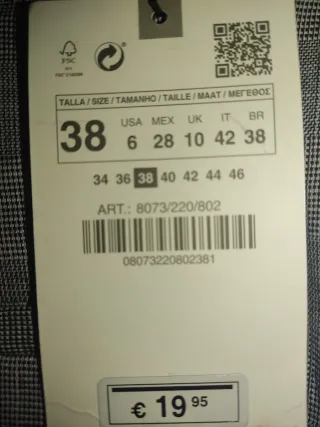 FSC
TALLA / SIZE / TAMANHO / TAILLE / MAAT / ΜΕΓΕΘΟΣ
38
USA MEX UK IT BR
6 28 10 42 38
34 36 38 40 42 44 46
ART.: 8073/220/802
08073220802381
€ 19 95